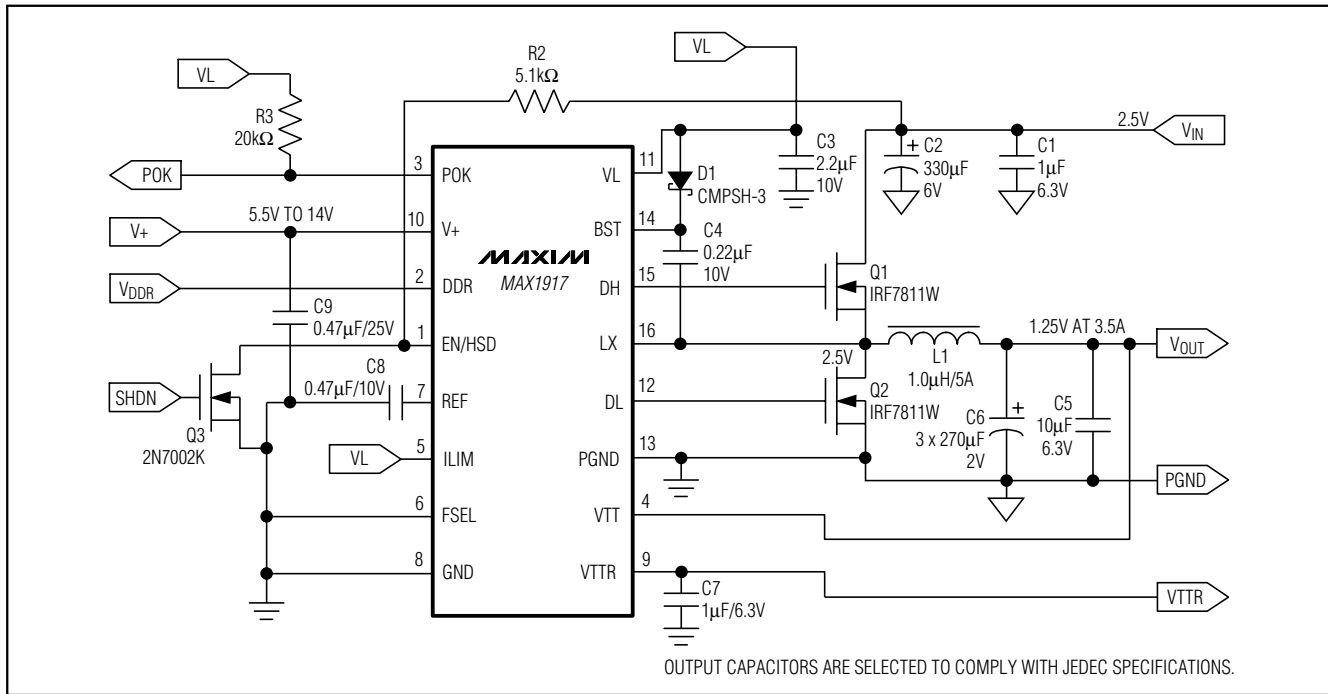 VL
R3
20kΩ
POK
V+
5.5V TO 14V
VDDR
C9
0.47µF/25V
C8
0.47µF/10V
SHDN
Q3
2N7002K
VL
R2
5.1kΩ
3
10
2
1
7
5
6
8
POK
V+
DDR
EN/HSD
REF
ILIM
FSEL
GND
MAXIM
MAX1917
VL
BST
DH
LX
DL
PGND
VTT
VTTR
11
14
15
16
12
13
4
9
VL
D1
CMPSH-3
C3
2.2µF
10V
C4
0.22µF
10V
C2
+
330µF
6V
C1
1µF
6.3V
2.5V
VIN
Q1
IRF7811W
2.5V
Q2
IRF7811W
L1
1.0µH/5A
1.25V AT 3.5A
VOUT
C6
+
3 x 270µF
2V
C5
10µF
6.3V
PGND
C7
1µF/6.3V
VTTR
OUTPUT CAPACITORS ARE SELECTED TO COMPLY WITH JEDEC SPECIFICATIONS.